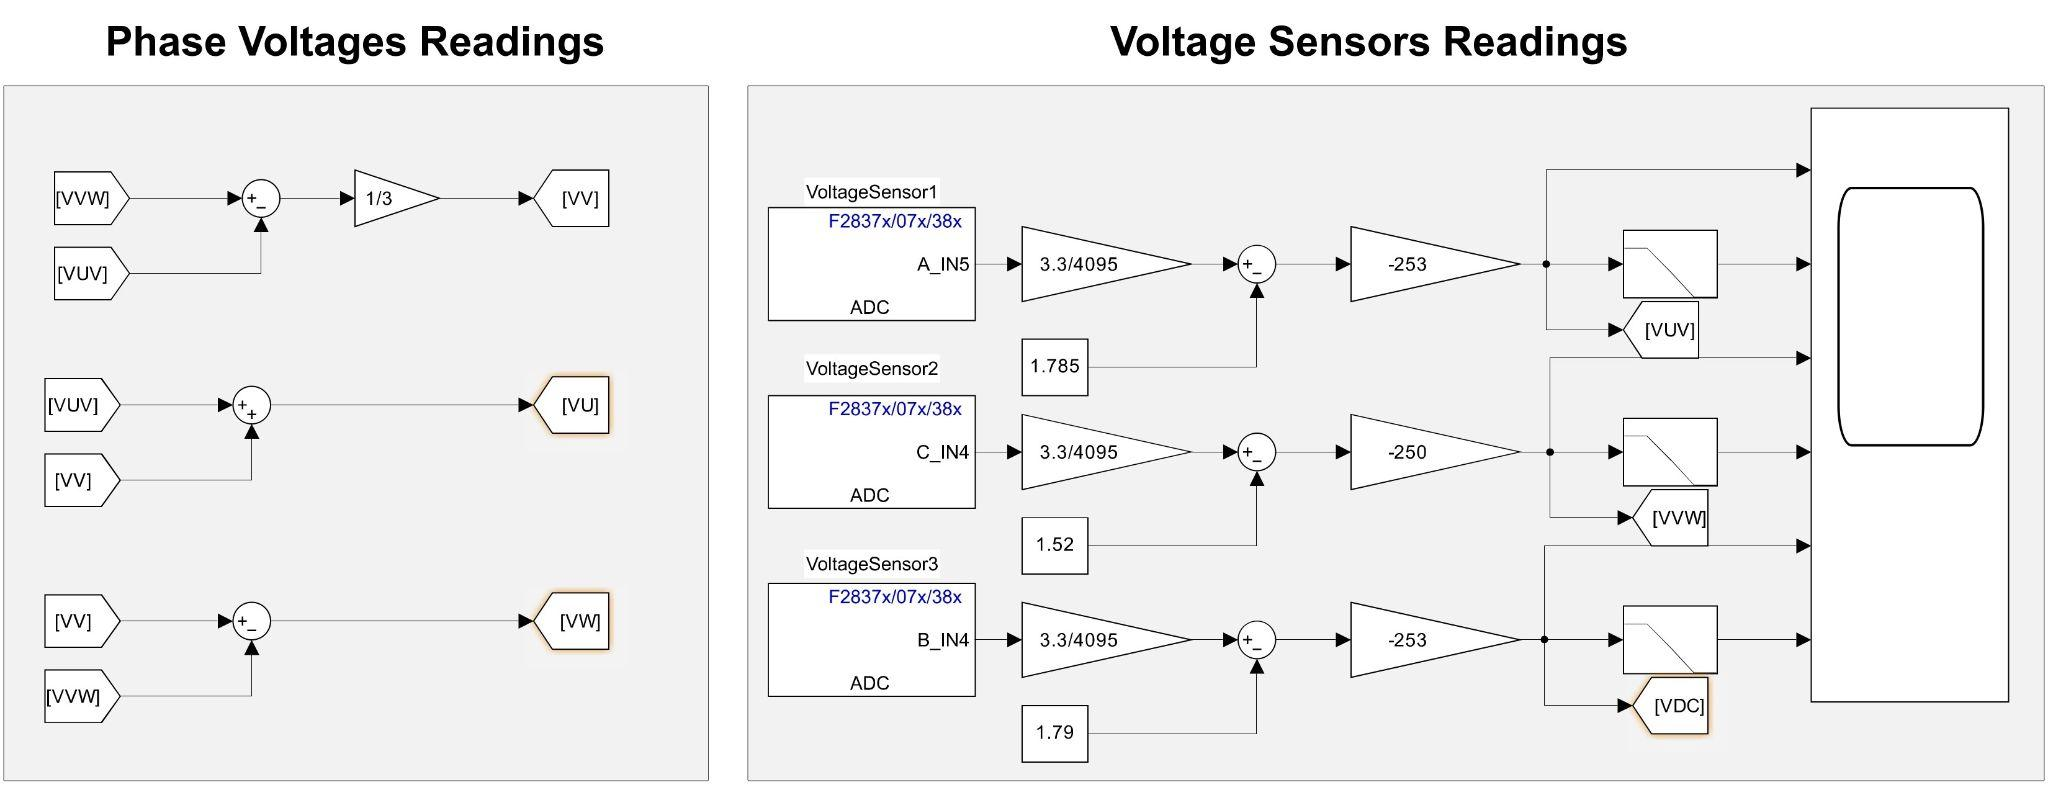 Phase Voltages Readings
[VVW]
+
−
1/3
[VV]
[VUV]
[VUV]
+
+
[VU]
[VV]
[VV]
+
−
[VW]
[VVW]
Voltage Sensors Readings
VoltageSensor1
F2837x/07x/38x
A_IN5
ADC
3.3/4095
+
−
-253
[VUV]
1.785
VoltageSensor2
F2837x/07x/38x
C_IN4
ADC
3.3/4095
+
−
-250
[VVW]
1.52
VoltageSensor3
F2837x/07x/38x
B_IN4
ADC
3.3/4095
+
−
-253
[VDC]
1.79